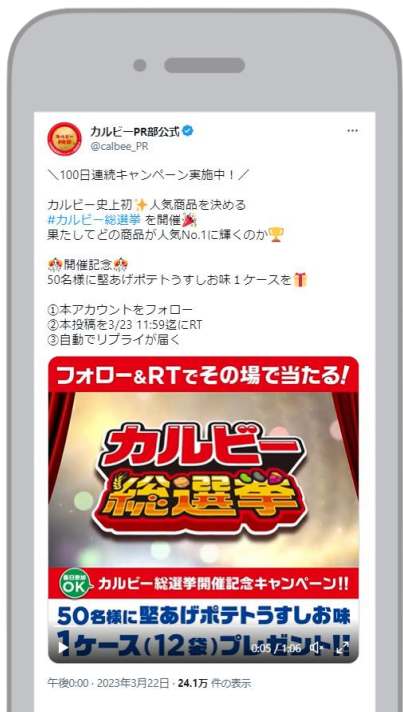 カルビーPR部公式
@calbee_PR
＼100日連続キャンペーン実施中！／
カルビー史上初✨人気商品を決める
#カルビー総選挙 を開催🎉
果たしてどの商品が人気No.1に輝くのか🏆
🎊開催記念🎊
50名様に堅あげポテトうすしお味１ケースを🎁
①本アカウントをフォロー
②本投稿を3/23 11:59迄にRT
③自動でリプライが届く
フォロー&RTでその場で当たる!
カルビー
総選挙
毎日参加
OK
カルビー総選挙開催記念キャンペーン!!
50名様に堅あげポテトうすしお味
1ケース(12袋)プレゼント!!
0:05 / 1:06
午後0:00 · 2023年3月22日 · 24.1万 件の表示